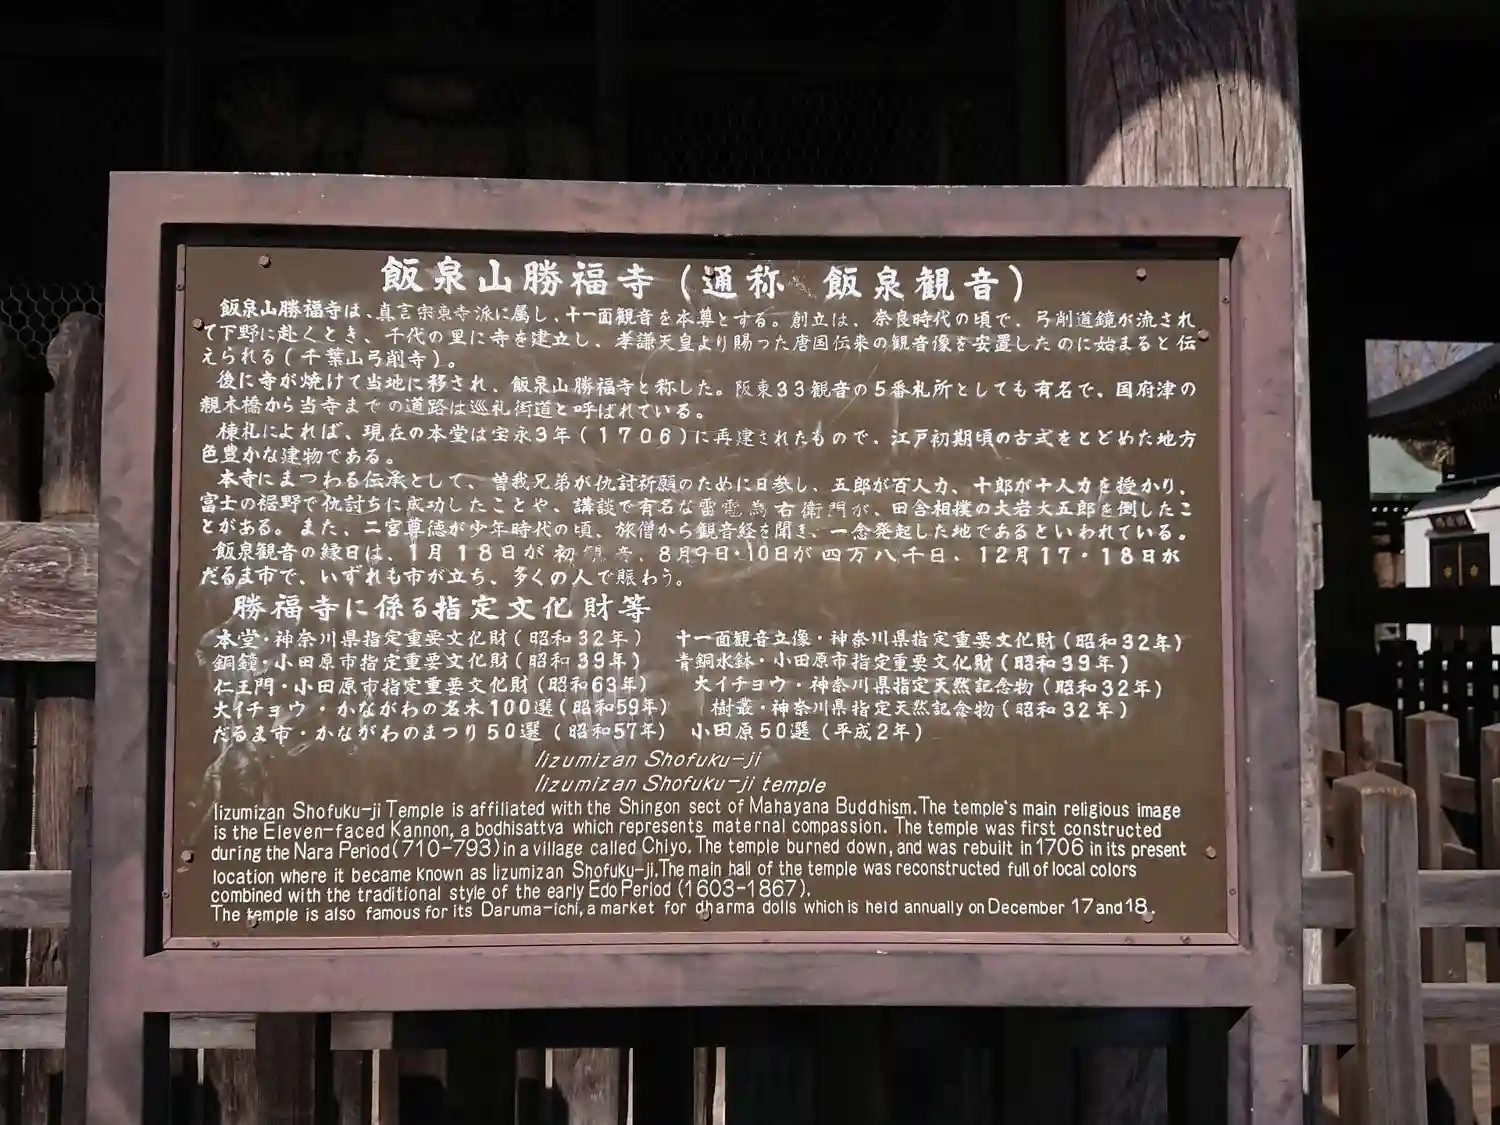 飯泉山勝福寺(通称 飯泉観音)
飯泉山勝福寺は、真言宗東寺派に属し、十一面観音を本尊とする。創立は、奈良時代の頃で、弓削道鏡が流され
て下野に赴くとき、千代の里に寺を建立し、孝謙天皇より賜った唐国伝来の観音像を安置したのに始まると伝
えられる(千葉山弓削寺)。
後に寺が焼けて当地に移され、飯泉山勝福寺と称した。阪東33観音の5番札所としても有名で、国府津の
親木橋から当寺までの道路は巡礼街道と呼ばれている。
棟札によれば、現在の本堂は宝永3年(1706)に再建されたもので、江戸初期頃の古式をとどめた地方
色豊かな建物である。
本寺にまつわる伝承として、曽我兄弟が仇討祈願のために日参し、五郎が百人力、十郎が十人力を授かり、
富士の裾野で仇討ちに成功したことや、講談で有名な雷電為右衛門が、田舎相撲の大岩大五郎を倒したこ
とがある。また、二宮尊徳が少年時代の頃、旅僧から観音経を聞き、一念発起した地であるといわれている。
飯泉観音の縁日は、1月18日が初観音、8月9日・10日が四万八千日、12月17・18日が
だるま市で、いずれも市が立ち、多くの人で賑わう。
勝福寺に係る指定文化財等
本堂・神奈川県指定重要文化財(昭和32年) 十一面観音立像・神奈川県指定重要文化財(昭和32年)
銅鐘・小田原市指定重要文化財(昭和39年) 青銅水鉢・小田原市指定重要文化財(昭和39年)
仁王門・小田原市指定重要文化財(昭和63年) 大イチョウ・神奈川県指定天然記念物(昭和32年)
大イチョウ・かながわの名木100選(昭和59年) 樹叢・神奈川県指定天然記念物(昭和32年)
だるま市・かながわのまつり50選(昭和57年) 小田原50選(平成2年)
Iizumizan Shofuku-ji
Iizumizan Shofuku-ji temple
Iizumizan Shofuku-ji Temple is affiliated with the Shingon sect of Mahayana Buddhism. The temple's main religious image
is the Eleven-faced Kannon, a bodhisattva which represents maternal compassion. The temple was first constructed
during the Nara Period (710-793) in a village called Chiyo. The temple burned down, and was rebuilt in 1706 in its present
location where it became known as Iizumizan Shofuku-ji. The main hall of the temple was reconstructed full of local colors
combined with the traditional style of the early Edo Period (1603-1867).
The temple is also famous for its Daruma-ichi, a market for dharma dolls which is held annually on December 17 and 18.